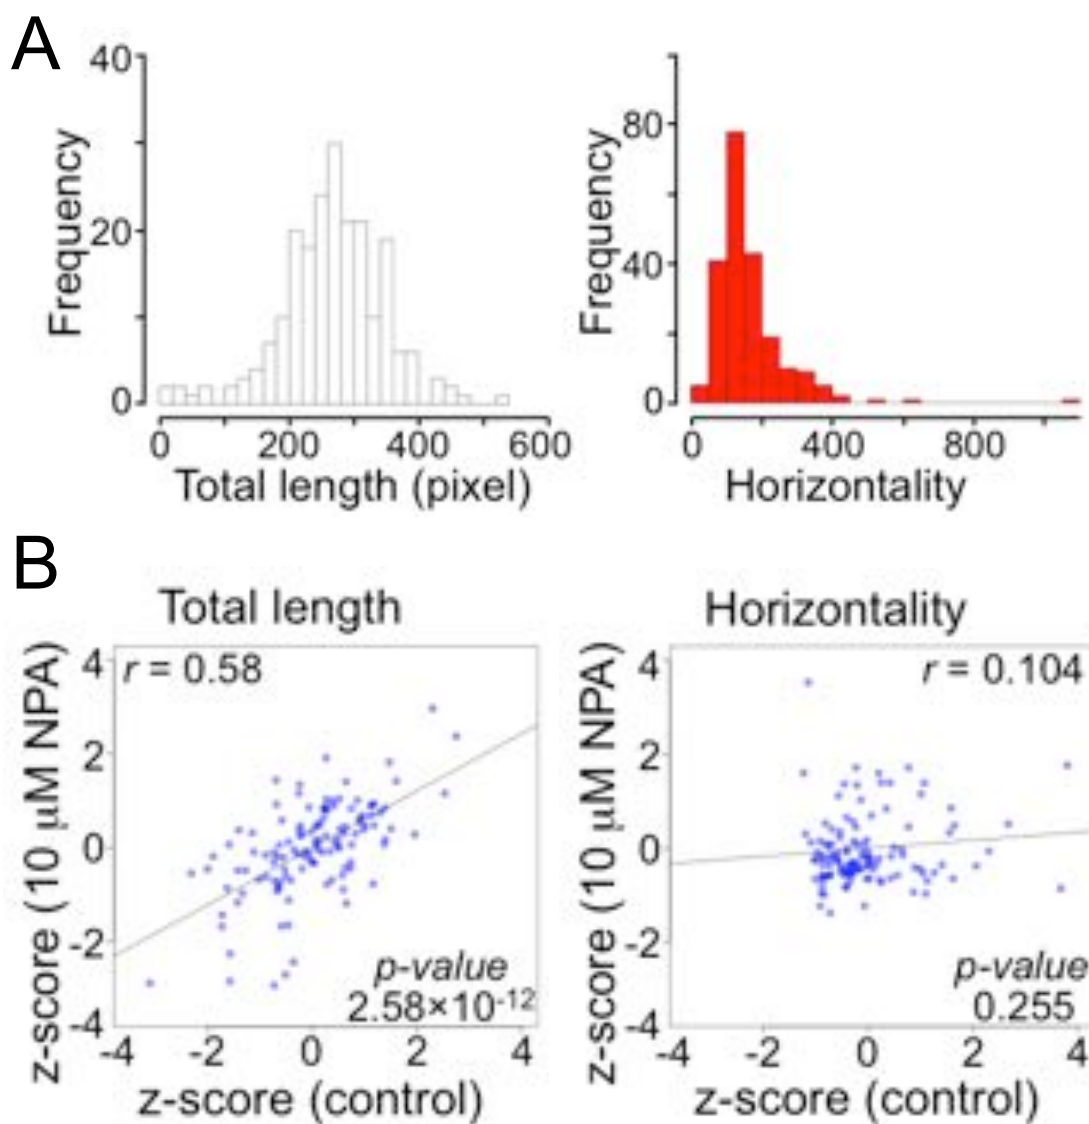 A
Frequency
40
20
0
0 200 400 600
Total length (pixel)
Frequency
80
40
0
0 400 800
Horizontality
B
Total length
z-score (10 μM NPA)
4
2
0
-2
-4
r = 0.58
p-value
2.58×10⁻¹²
-4 -2 0 2 4
z-score (control)
Horizontality
z-score (10 μM NPA)
4
2
0
-2
-4
r = 0.104
p-value
0.255
-4 -2 0 2 4
z-score (control)